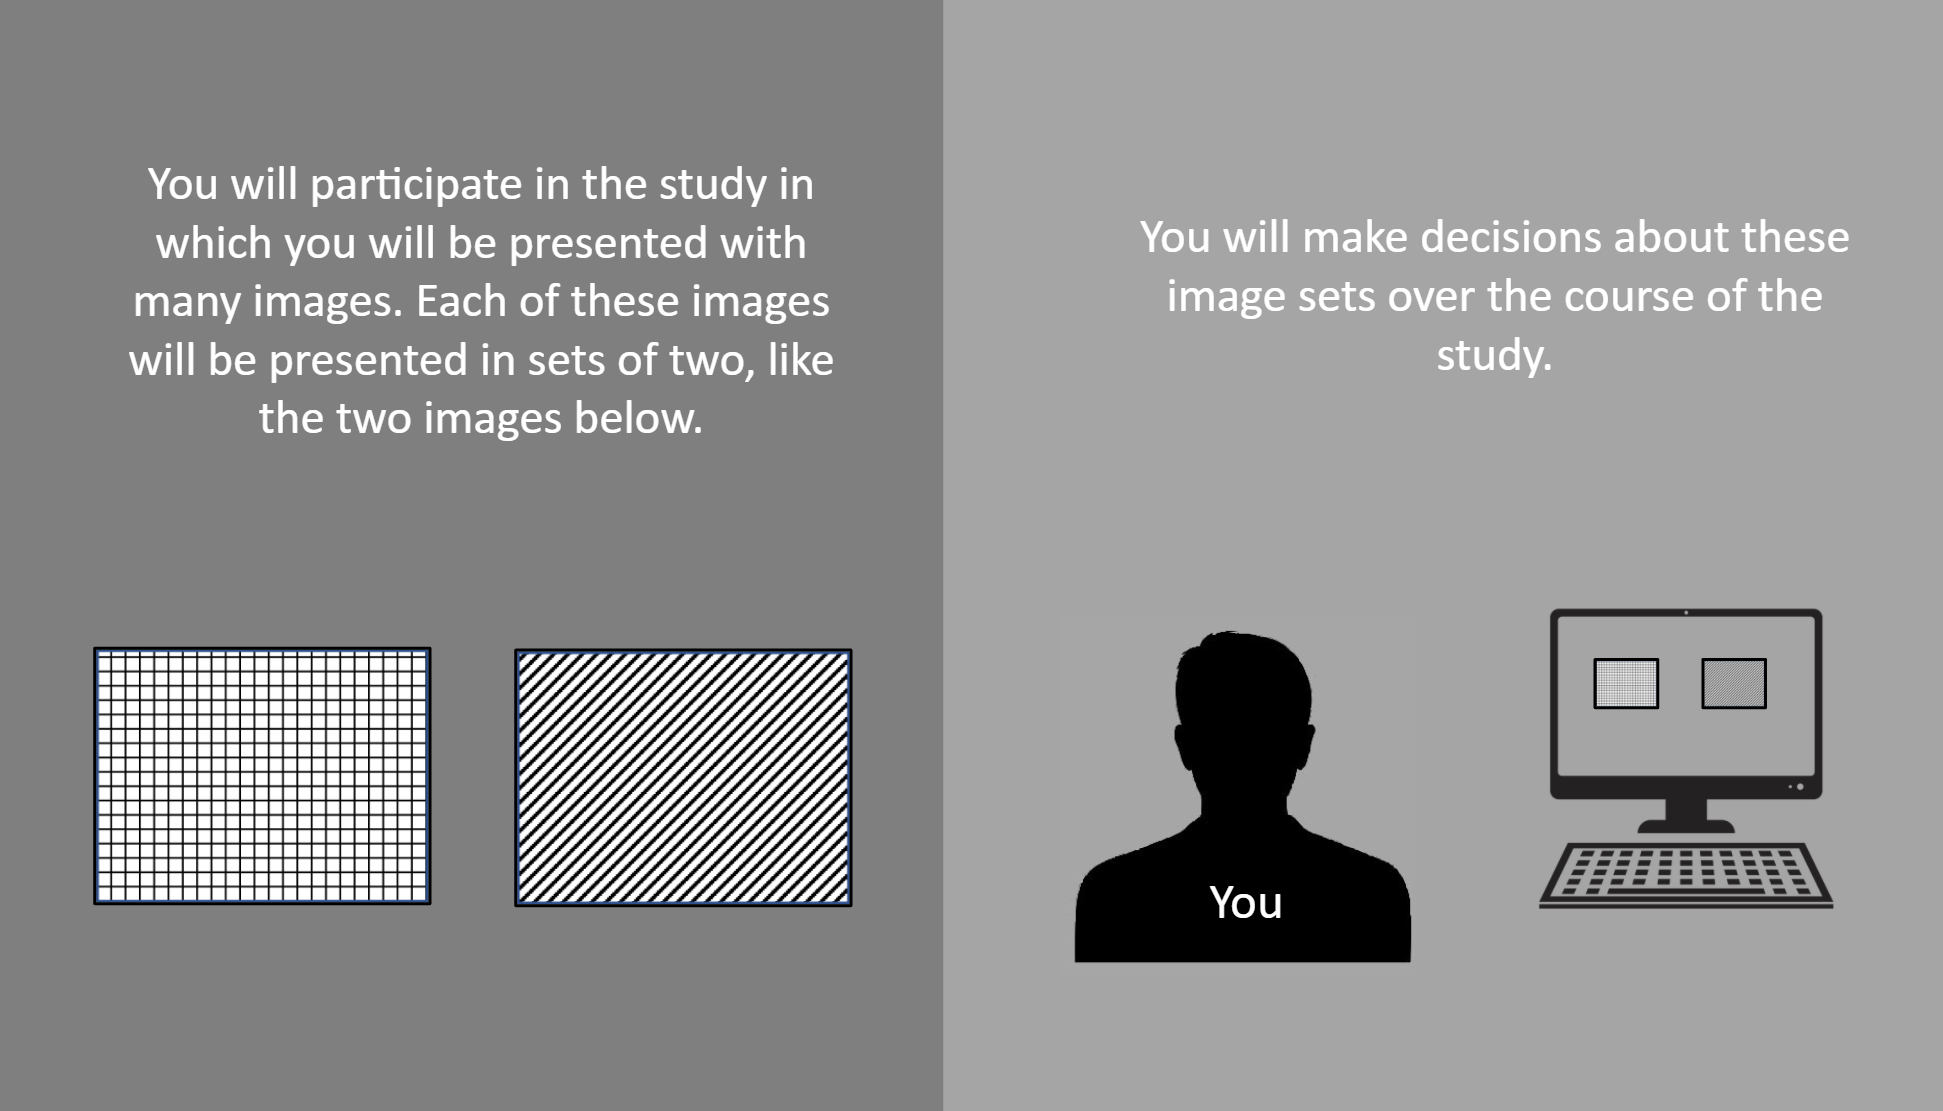 You will participate in the study in
which you will be presented with
many images. Each of these images
will be presented in sets of two, like
the two images below.
You will make decisions about these
image sets over the course of the
study.
You